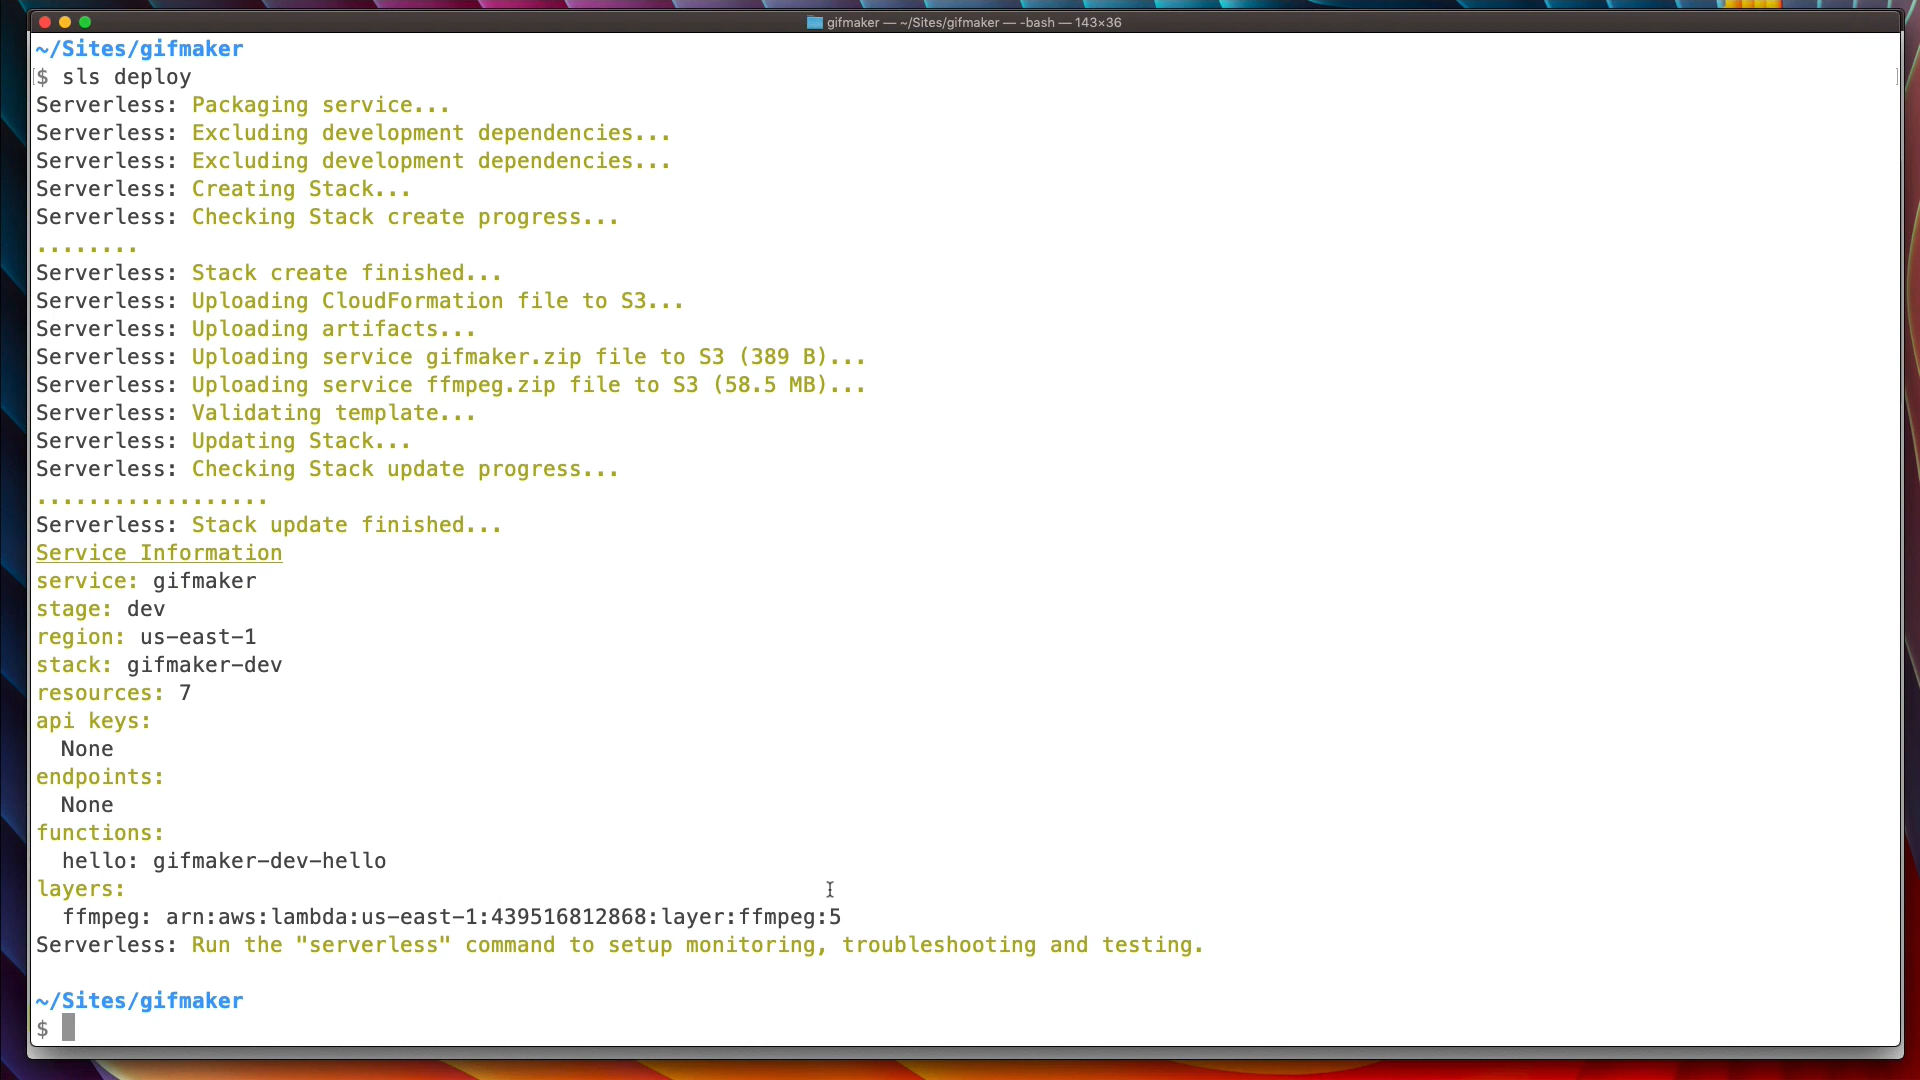 gifmaker — ~/Sites/gifmaker — -bash — 143×36
~/Sites/gifmaker
[$ sls deploy ]
Serverless: Packaging service...
Serverless: Excluding development dependencies...
Serverless: Excluding development dependencies...
Serverless: Creating Stack...
Serverless: Checking Stack create progress...
........
Serverless: Stack create finished...
Serverless: Uploading CloudFormation file to S3...
Serverless: Uploading artifacts...
Serverless: Uploading service gifmaker.zip file to S3 (389 B)...
Serverless: Uploading service ffmpeg.zip file to S3 (58.5 MB)...
Serverless: Validating template...
Serverless: Updating Stack...
Serverless: Checking Stack update progress...
..................
Serverless: Stack update finished...
Service Information
service: gifmaker
stage: dev
region: us-east-1
stack: gifmaker-dev
resources: 7
api keys:
  None
endpoints:
  None
functions:
  hello: gifmaker-dev-hello
layers:
  ffmpeg: arn:aws:lambda:us-east-1:439516812868:layer:ffmpeg:5
Serverless: Run the "serverless" command to setup monitoring, troubleshooting and testing.
~/Sites/gifmaker
$